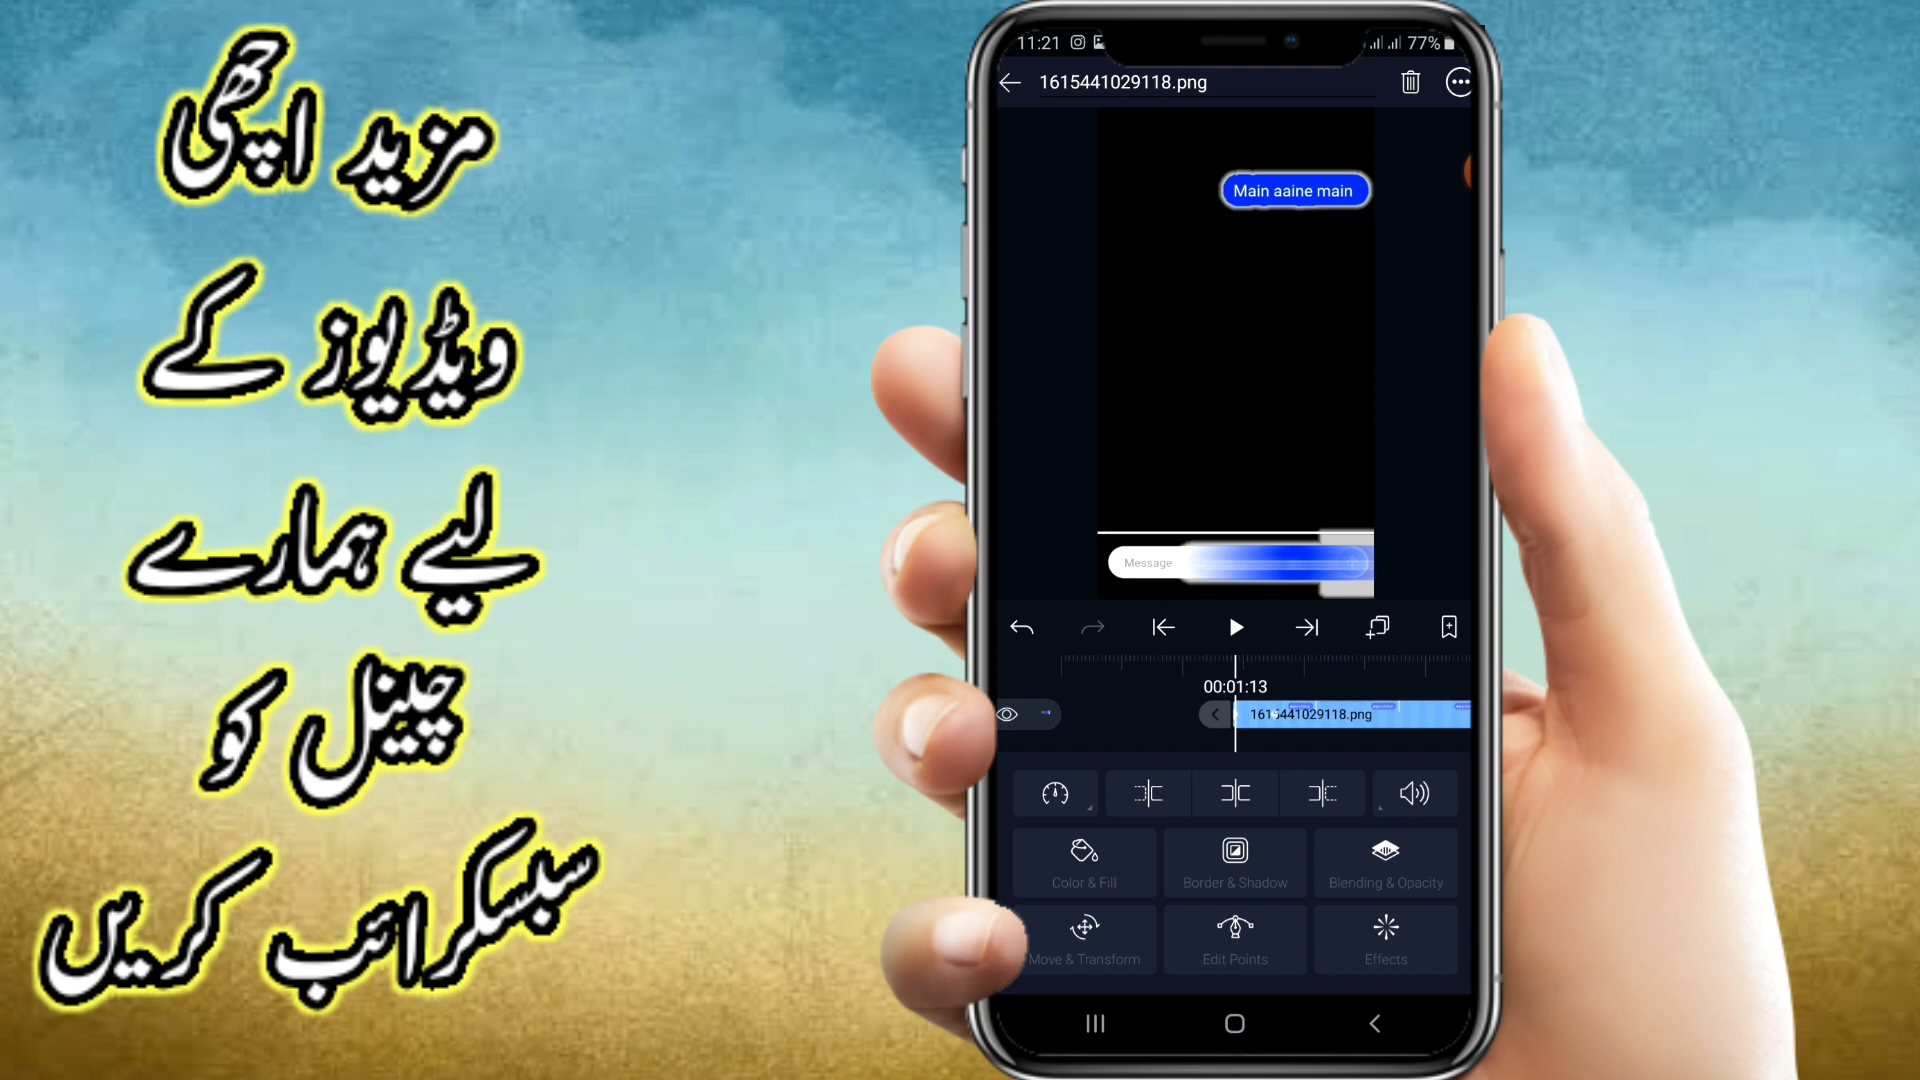 مزید اچھی
ویڈیوز کے
لیے ہمارے
چینل کو
سبسکرائب کریں
11:21
77%
1615441029118.png
Main aaine main
Message
00:01:13
1615441029118.png
Color & Fill
Border & Shadow
Blending & Opacity
Move & Transform
Edit Points
Effects